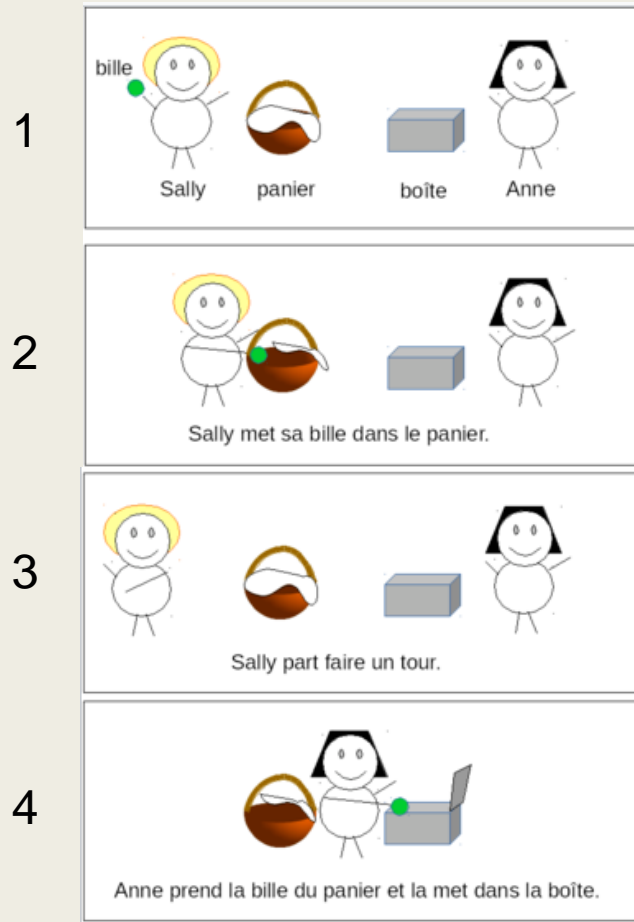 1
bille
Sally panier boîte Anne
2
Sally met sa bille dans le panier.
3
Sally part faire un tour.
4
Anne prend la bille du panier et la met dans la boîte.